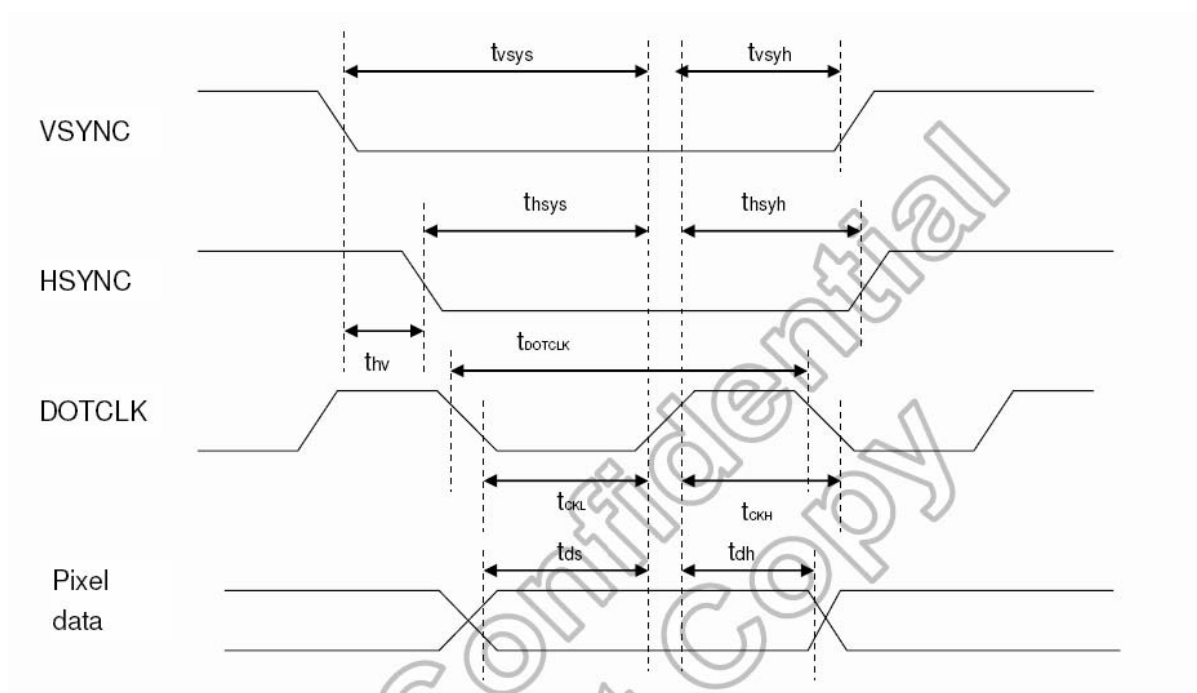 tvsys
tvsyh
VSYNC
thsys
thsyh
HSYNC
thv
tDOTCLK
DOTCLK
tCKL
tCKH
tds
tdh
Pixel
data
Confidential
Copy